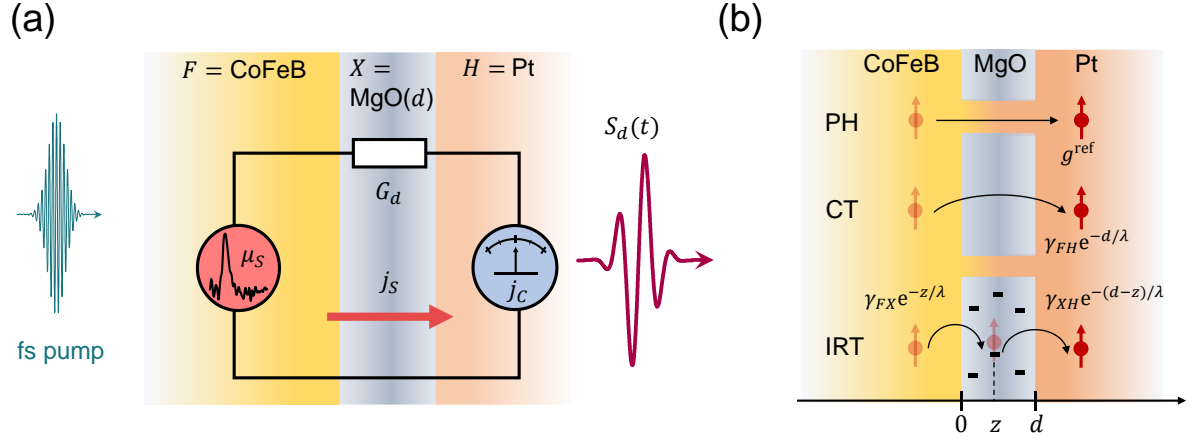 (a)
F = CoFeB
X =
MgO(d)
H = Pt
G_d
μ_S
j_S
j_C
S_d(t)
fs pump
(b)
CoFeB MgO Pt
PH
g^ref
CT
γ_FH e^−d/λ
γ_FX e^−z/λ
γ_XH e^−(d−z)/λ
IRT
0 z d